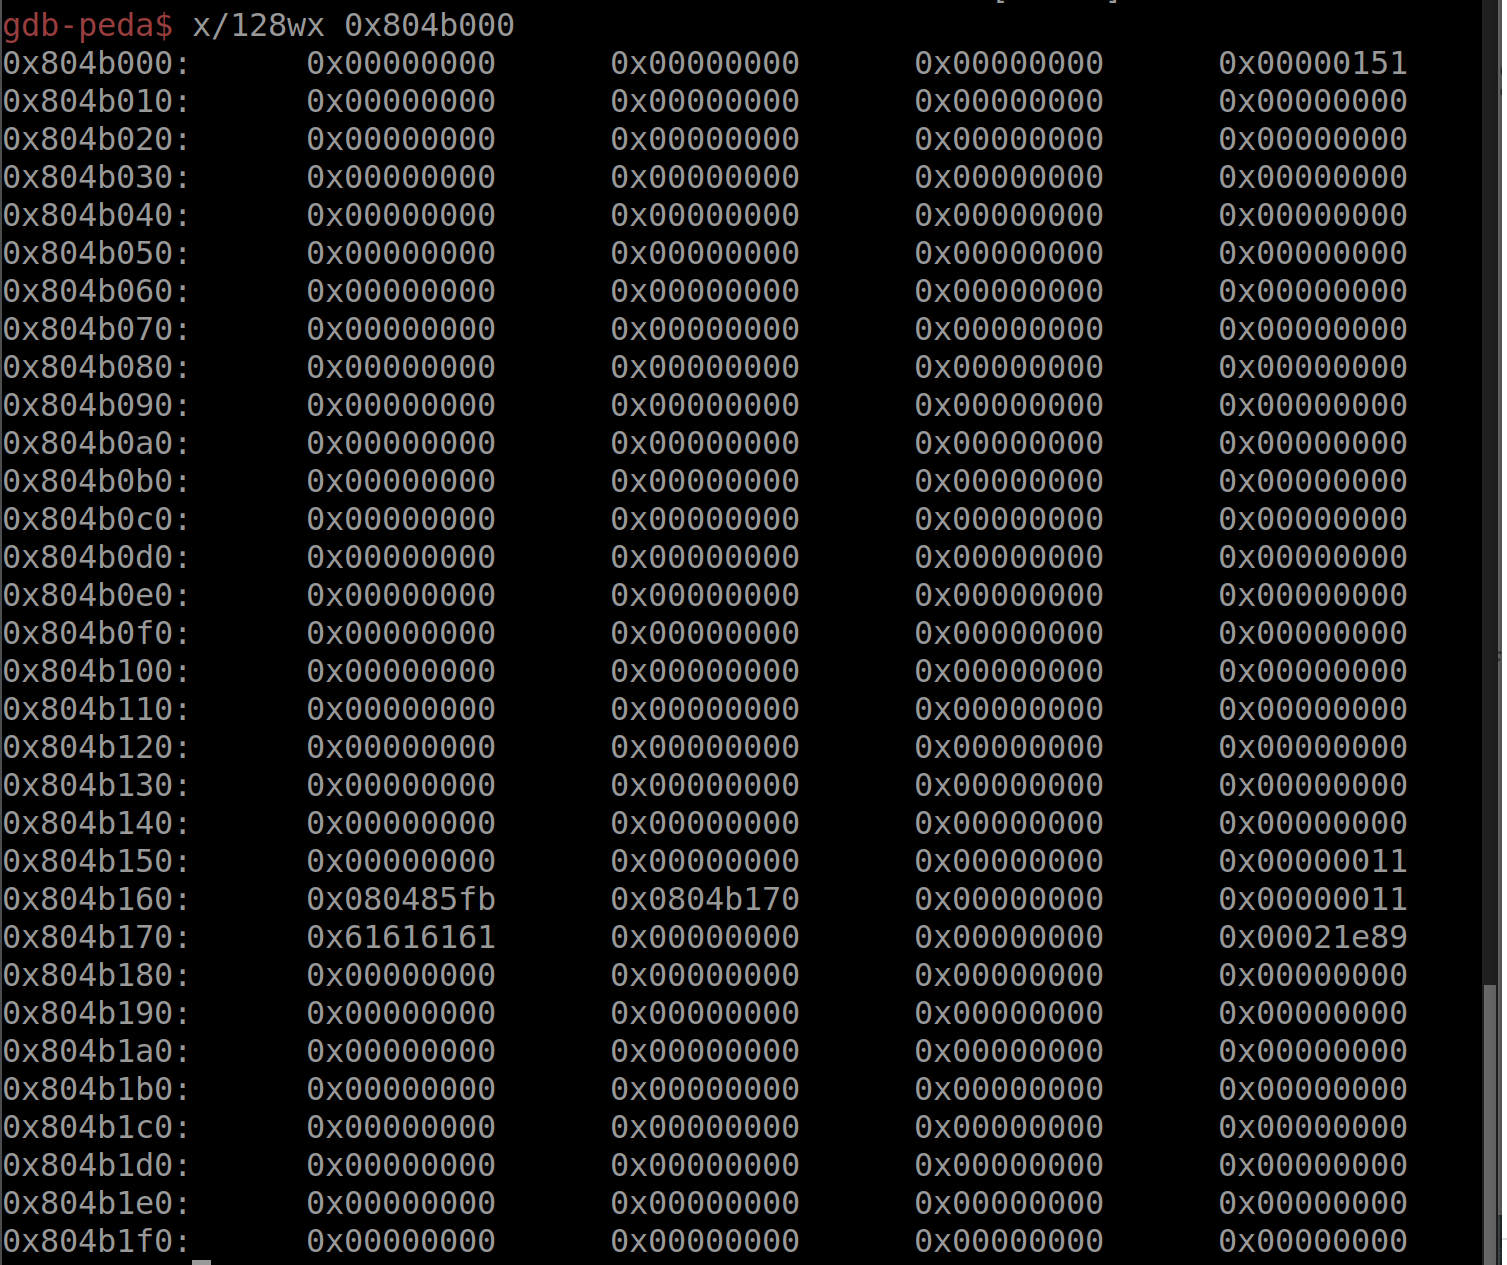 gdb-peda$ x/128wx 0x804b000
0x804b000: 0x00000000 0x00000000 0x00000000 0x00000151
0x804b010: 0x00000000 0x00000000 0x00000000 0x00000000
0x804b020: 0x00000000 0x00000000 0x00000000 0x00000000
0x804b030: 0x00000000 0x00000000 0x00000000 0x00000000
0x804b040: 0x00000000 0x00000000 0x00000000 0x00000000
0x804b050: 0x00000000 0x00000000 0x00000000 0x00000000
0x804b060: 0x00000000 0x00000000 0x00000000 0x00000000
0x804b070: 0x00000000 0x00000000 0x00000000 0x00000000
0x804b080: 0x00000000 0x00000000 0x00000000 0x00000000
0x804b090: 0x00000000 0x00000000 0x00000000 0x00000000
0x804b0a0: 0x00000000 0x00000000 0x00000000 0x00000000
0x804b0b0: 0x00000000 0x00000000 0x00000000 0x00000000
0x804b0c0: 0x00000000 0x00000000 0x00000000 0x00000000
0x804b0d0: 0x00000000 0x00000000 0x00000000 0x00000000
0x804b0e0: 0x00000000 0x00000000 0x00000000 0x00000000
0x804b0f0: 0x00000000 0x00000000 0x00000000 0x00000000
0x804b100: 0x00000000 0x00000000 0x00000000 0x00000000
0x804b110: 0x00000000 0x00000000 0x00000000 0x00000000
0x804b120: 0x00000000 0x00000000 0x00000000 0x00000000
0x804b130: 0x00000000 0x00000000 0x00000000 0x00000000
0x804b140: 0x00000000 0x00000000 0x00000000 0x00000000
0x804b150: 0x00000000 0x00000000 0x00000000 0x00000011
0x804b160: 0x080485fb 0x0804b170 0x00000000 0x00000011
0x804b170: 0x61616161 0x00000000 0x00000000 0x00021e89
0x804b180: 0x00000000 0x00000000 0x00000000 0x00000000
0x804b190: 0x00000000 0x00000000 0x00000000 0x00000000
0x804b1a0: 0x00000000 0x00000000 0x00000000 0x00000000
0x804b1b0: 0x00000000 0x00000000 0x00000000 0x00000000
0x804b1c0: 0x00000000 0x00000000 0x00000000 0x00000000
0x804b1d0: 0x00000000 0x00000000 0x00000000 0x00000000
0x804b1e0: 0x00000000 0x00000000 0x00000000 0x00000000
0x804b1f0: 0x00000000 0x00000000 0x00000000 0x00000000